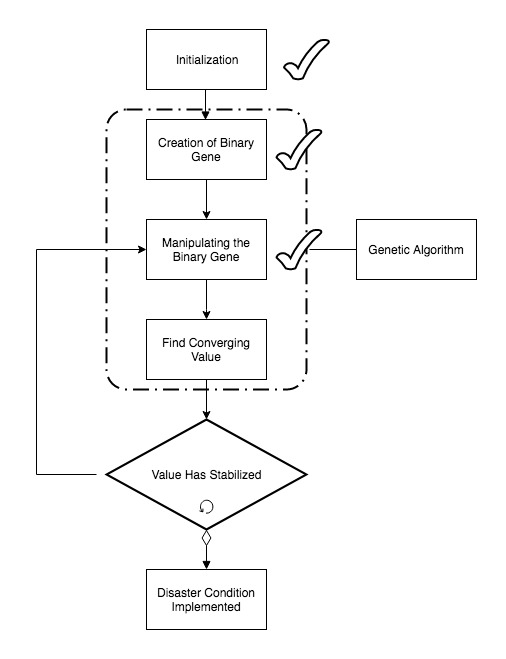 Initialization
Creation of Binary
Gene
Manipulating the
Binary Gene
Genetic Algorithm
Find Converging
Value
Value Has Stabilized
Disaster Condition
Implemented